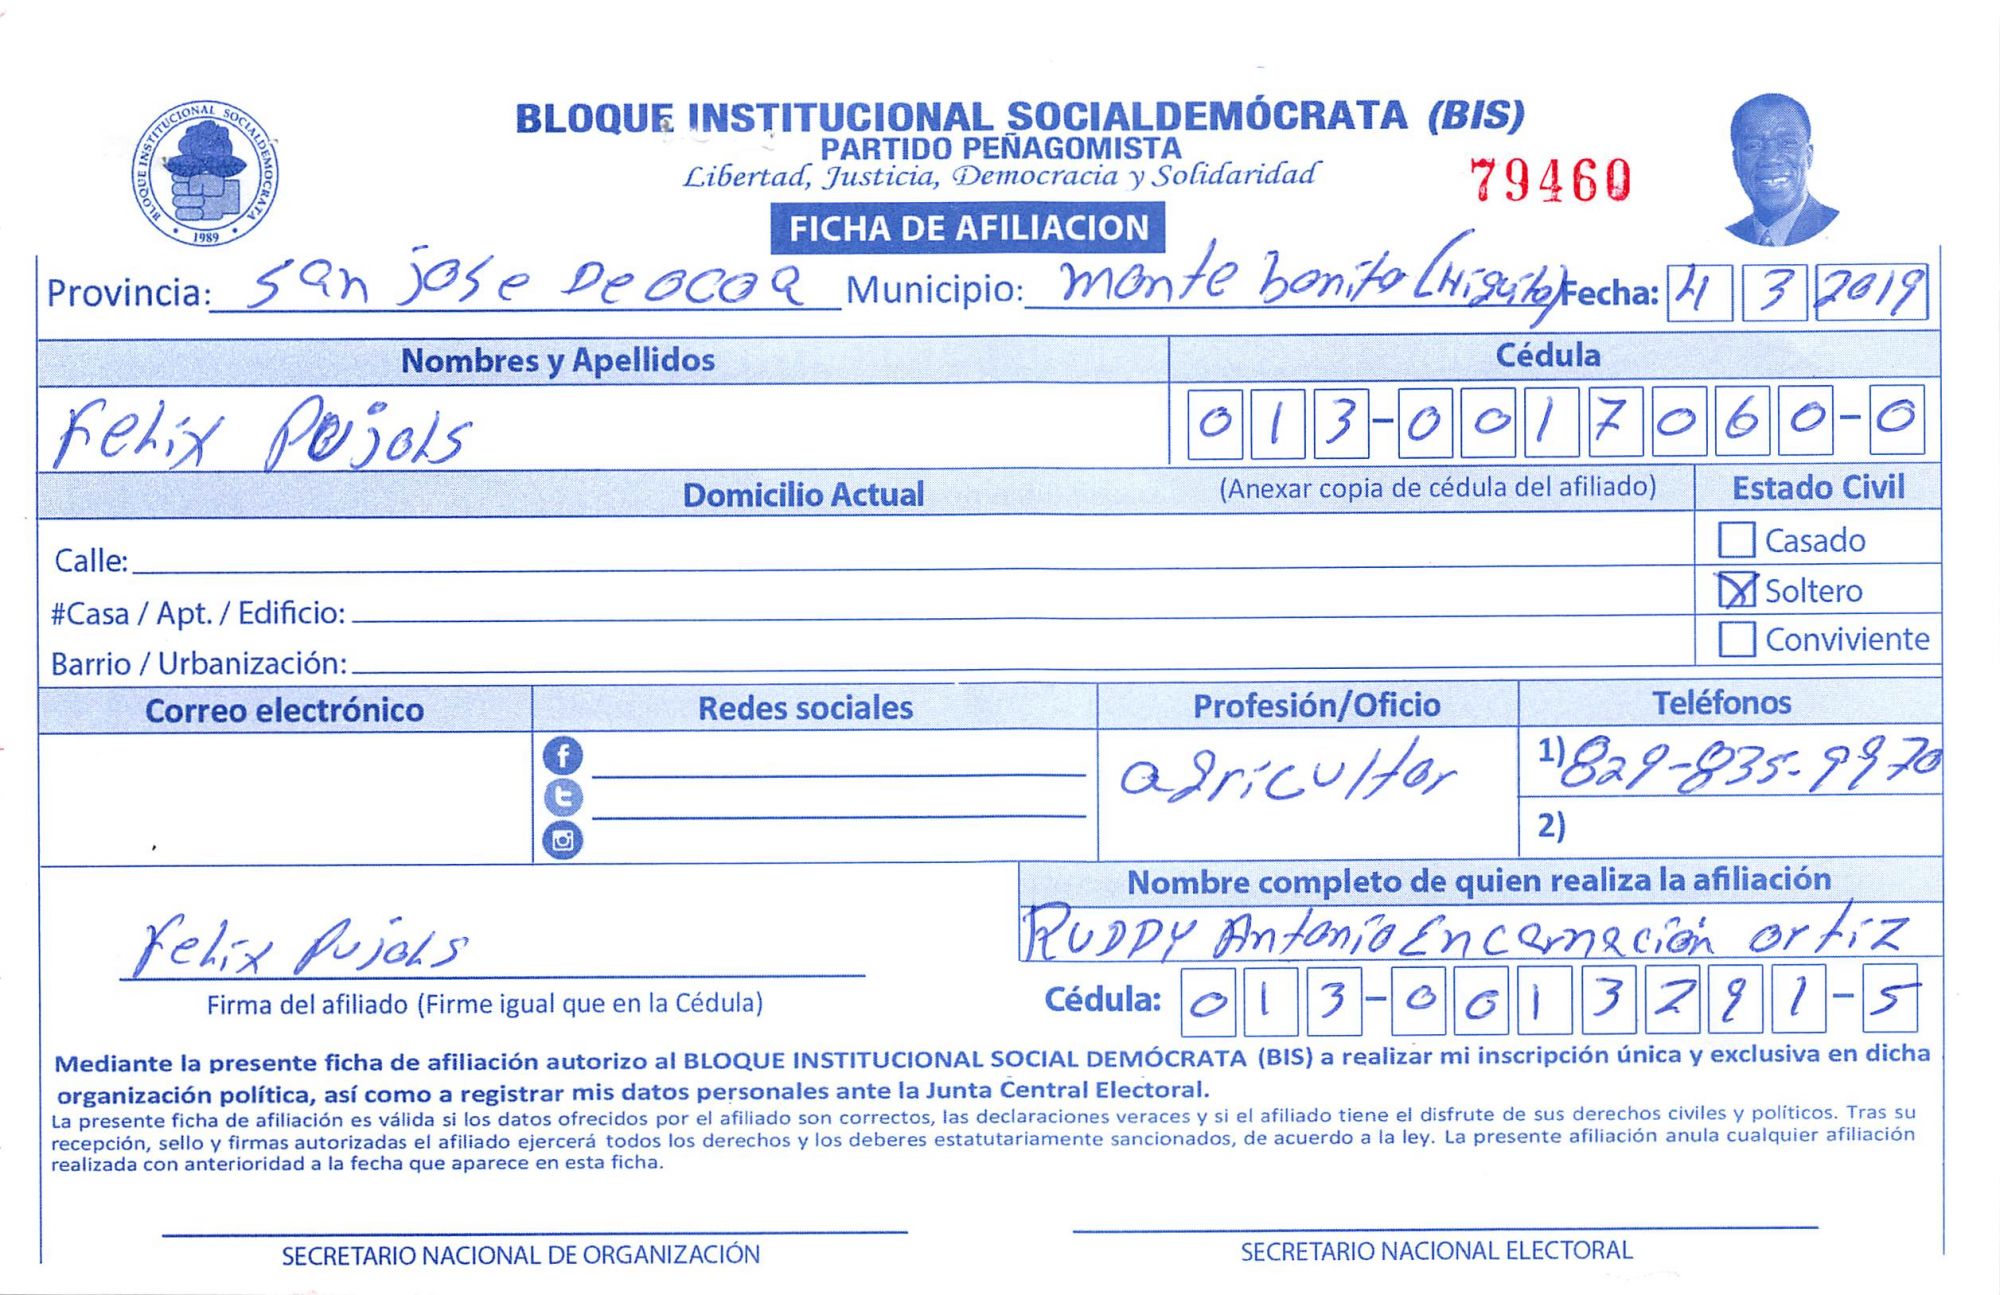 BLOQUE INSTITUCIONAL SOCIALDEMÓCRATA (BIS)
PARTIDO PEÑAGOMISTA
Libertad, Justicia, Democracia y Solidaridad
79460
BLOQUE INSTITUCIONAL SOCIALDEMOCRATA
1989
FICHA DE AFILIACION
Provincia: San Jose De ocoa Municipio: monte bonito (Higuito) Fecha: 4 3 2019
Nombres y Apellidos Cédula
Felix Pujols 013-0017060-0
Domicilio Actual (Anexar copia de cédula del afiliado) Estado Civil
Calle: Casado
#Casa / Apt. / Edificio: Soltero
Barrio / Urbanización: Conviviente
Correo electrónico Redes sociales Profesión/Oficio Teléfonos
agricultor 1) 829-835-9970
2)
Nombre completo de quien realiza la afiliación
Felix Pujols RUDDY Antonio Encarnación ortiz
Firma del afiliado (Firme igual que en la Cédula) Cédula: 013-0013291-5
Mediante la presente ficha de afiliación autorizo al BLOQUE INSTITUCIONAL SOCIAL DEMÓCRATA (BIS) a realizar mi inscripción única y exclusiva en dicha
organización política, así como a registrar mis datos personales ante la Junta Central Electoral.
La presente ficha de afiliación es válida si los datos ofrecidos por el afiliado son correctos, las declaraciones veraces y si el afiliado tiene el disfrute de sus derechos civiles y políticos. Tras su
recepción, sello y firmas autorizadas el afiliado ejercerá todos los derechos y los deberes estatutariamente sancionados, de acuerdo a la ley. La presente afiliación anula cualquier afiliación
realizada con anterioridad a la fecha que aparece en esta ficha.
SECRETARIO NACIONAL DE ORGANIZACIÓN SECRETARIO NACIONAL ELECTORAL